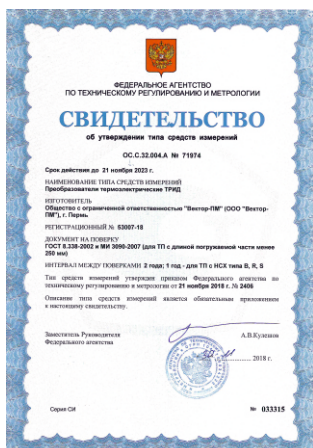 ФЕДЕРАЛЬНОЕ АГЕНТСТВО
ПО ТЕХНИЧЕСКОМУ РЕГУЛИРОВАНИЮ И МЕТРОЛОГИИ
СВИДЕТЕЛЬСТВО
об утверждении типа средств измерений
ОС.С.32.004.А № 71974
Срок действия до 21 ноября 2023 г.
НАИМЕНОВАНИЕ ТИПА СРЕДСТВ ИЗМЕРЕНИЙ
Преобразователи термоэлектрические ТРИД
ИЗГОТОВИТЕЛЬ
Общество с ограниченной ответственностью "Вектор-ПМ" (ООО "Вектор-
ПМ"), г. Пермь
РЕГИСТРАЦИОННЫЙ № 53007-18
ДОКУМЕНТ НА ПОВЕРКУ
ГОСТ 8.338-2002 и МИ 3090-2007 (для ТП с длиной погружаемой части менее
250 мм)
ИНТЕРВАЛ МЕЖДУ ПОВЕРКАМИ 2 года; 1 год - для ТП с НСХ типа B, R, S
Тип средств измерений утвержден приказом Федерального агентства по
техническому регулированию и метрологии от 21 ноября 2018 г. № 2406
Описание типа средств измерений является обязательным приложением
к настоящему свидетельству.
Заместитель Руководителя
Федерального агентства
А.В.Кулешов
2018 г.
Серия СИ
№ 033315